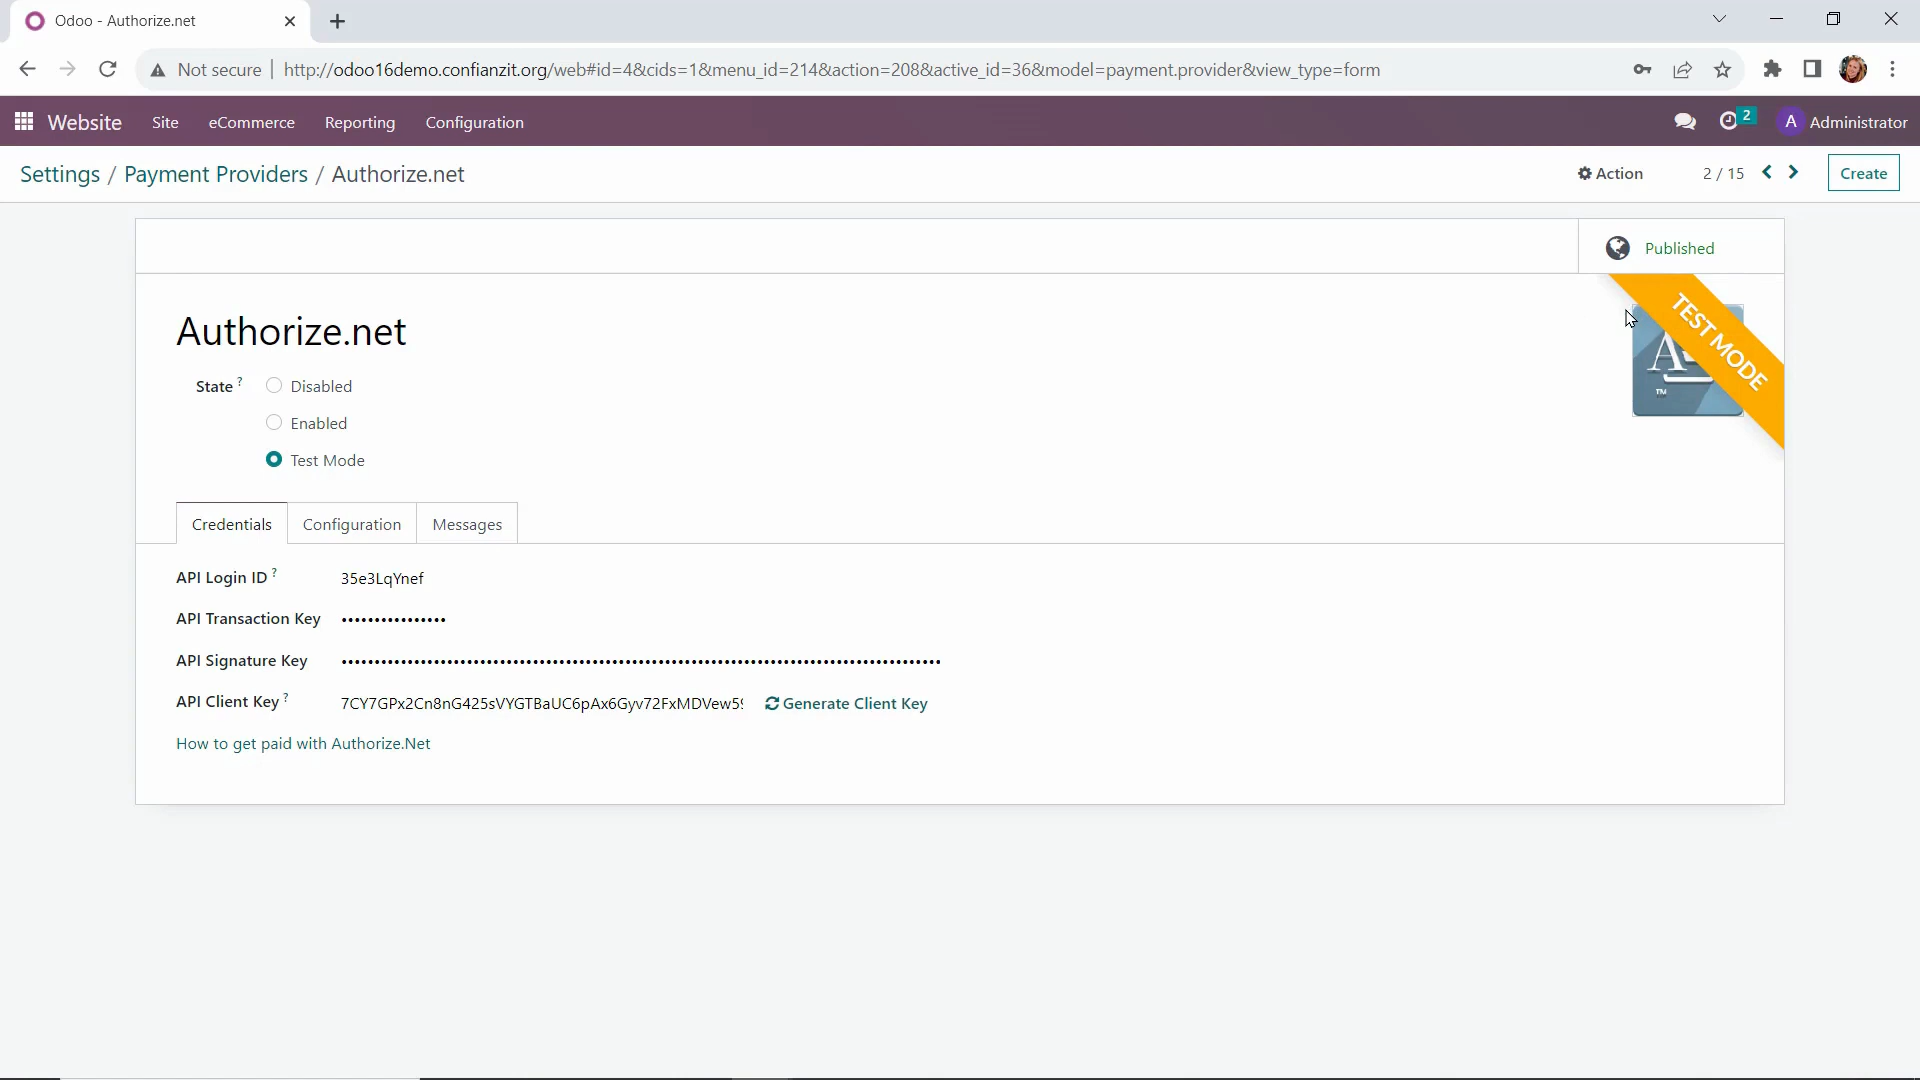 Odoo - Authorize.net
Not secure | http://odoo16demo.confianzit.org/web#id=4&cids=1&menu_id=214&action=208&active_id=36&model=payment.provider&view_type=form
Website Site eCommerce Reporting Configuration 2 A Administrator
Settings / Payment Providers / Authorize.net Action 2 / 15 Create
Published
TEST MODE
Authorize.net
State ? Disabled
Enabled
Test Mode
Credentials Configuration Messages
API Login ID ? 35e3LqYnef
API Transaction Key ••••••••••••••••
API Signature Key
API Client Key ? 7CY7GPx2Cn8nG425sVYGTBaUC6pAx6Gyv72FxMDVew59 Generate Client Key
How to get paid with Authorize.Net